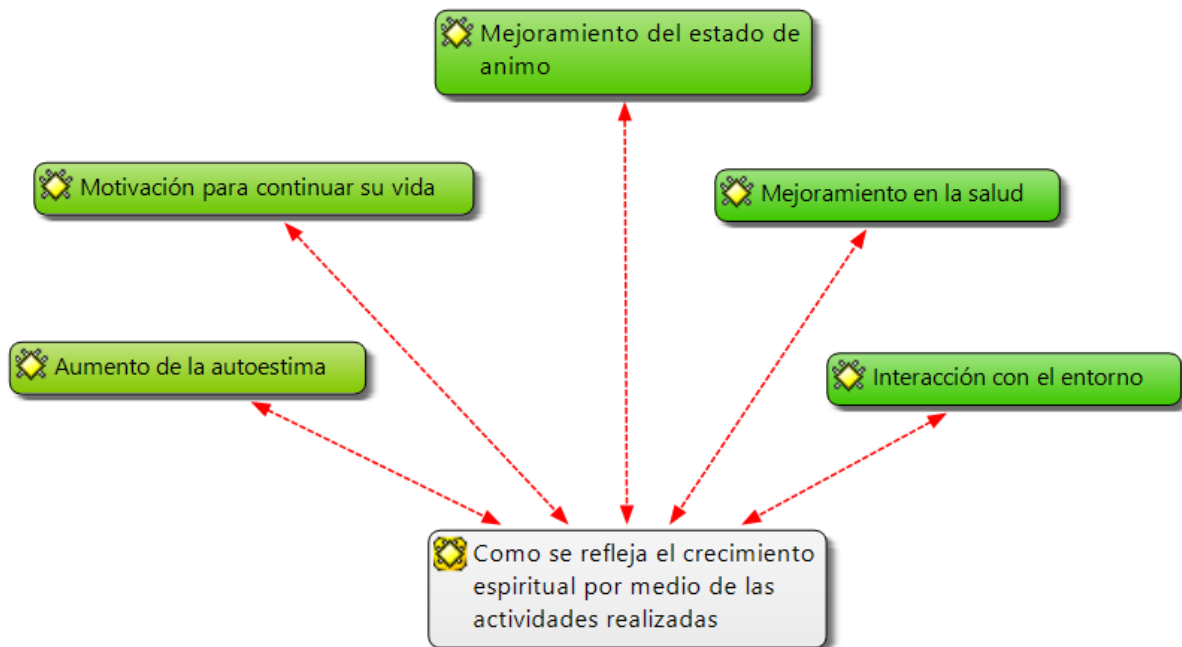 Mejoramiento del estado de
animo
Motivación para continuar su vida
Mejoramiento en la salud
Aumento de la autoestima
Interacción con el entorno
Como se refleja el crecimiento
espiritual por medio de las
actividades realizadas